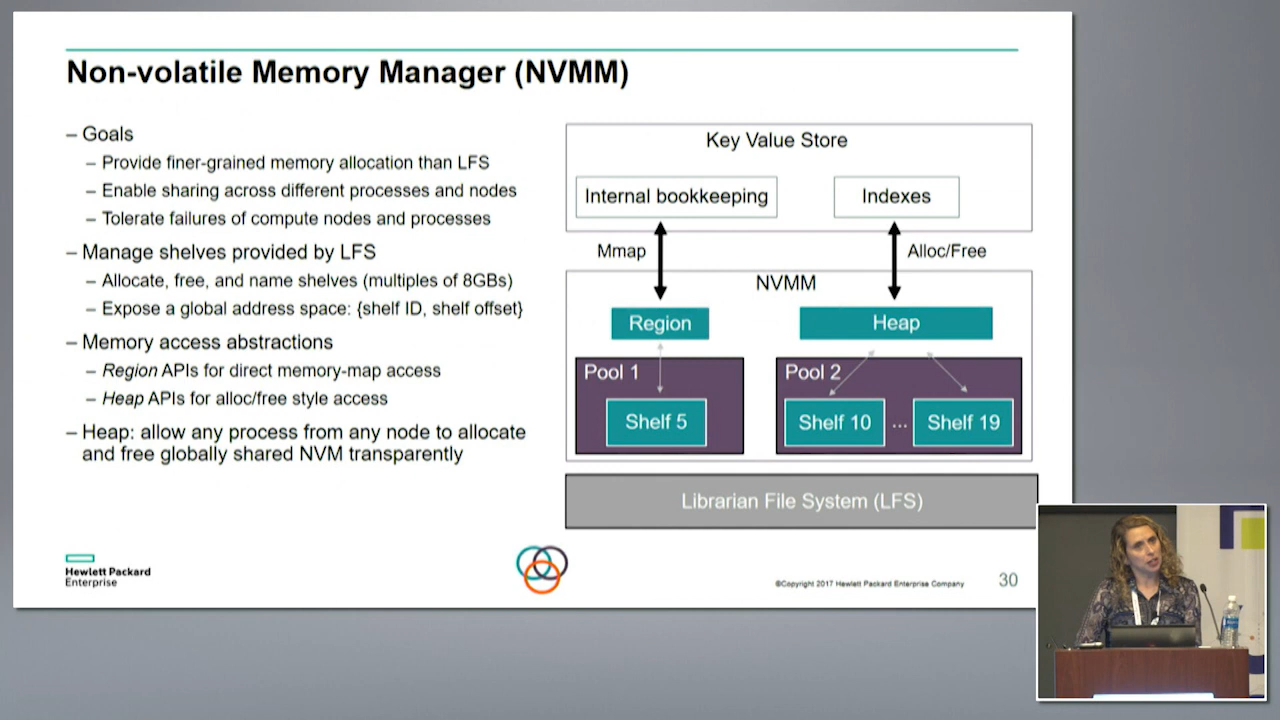 Non-volatile Memory Manager (NVMM)
– Goals
– Provide finer-grained memory allocation than LFS
– Enable sharing across different processes and nodes
– Tolerate failures of compute nodes and processes
– Manage shelves provided by LFS
– Allocate, free, and name shelves (multiples of 8GBs)
– Expose a global address space: {shelf ID, shelf offset}
– Memory access abstractions
– Region APIs for direct memory-map access
– Heap APIs for alloc/free style access
– Heap: allow any process from any node to allocate
and free globally shared NVM transparently
Key Value Store
Internal bookkeeping
Indexes
Mmap
Alloc/Free
NVMM
Region
Heap
Pool 1
Pool 2
Shelf 5
Shelf 10
...
Shelf 19
Librarian File System (LFS)
Hewlett Packard
Enterprise
©Copyright 2017 Hewlett Packard Enterprise Company
30